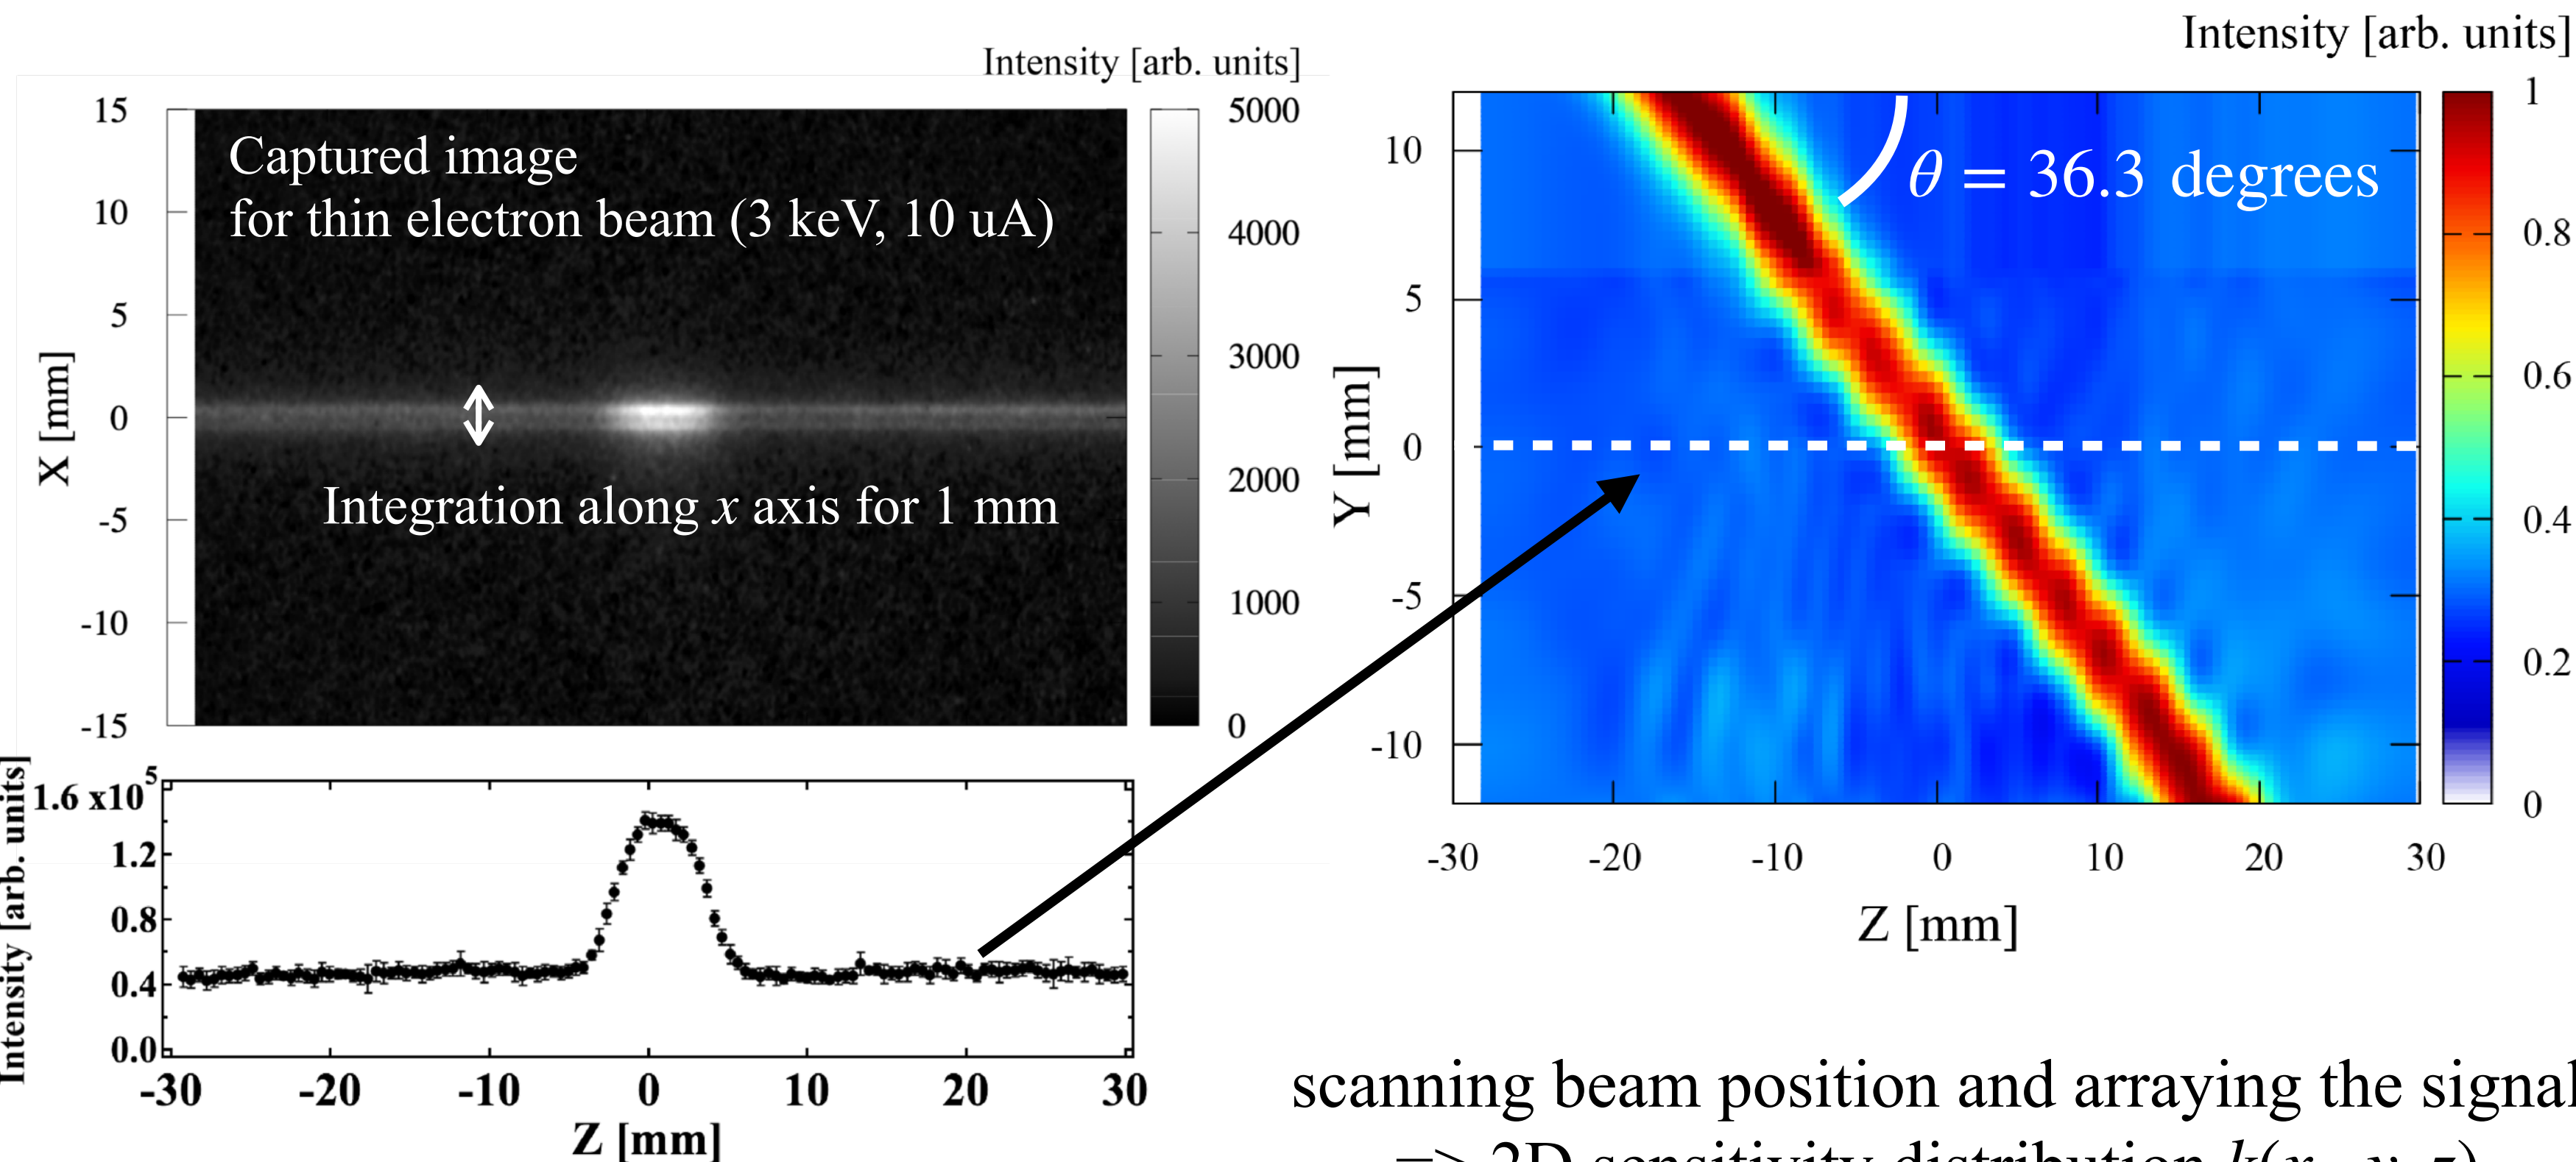 Intensity [arb. units]
15
10
5
0
-5
-10
-15
X [mm]
Captured image
for thin electron beam (3 keV, 10 uA)
Integration along x axis for 1 mm
5000
4000
3000
2000
1000
0
Intensity [arb. units]
1.6 x10^5
1.2
0.8
0.4
0.0
-30 -20 -10 0 10 20 30
Z [mm]
Intensity [arb. units]
10
5
0
-5
-10
Y [mm]
θ = 36.3 degrees
1
0.8
0.6
0.4
0.2
0
-30 -20 -10 0 10 20 30
Z [mm]
scanning beam position and arraying the signal
=> 2D sensitivity distribution